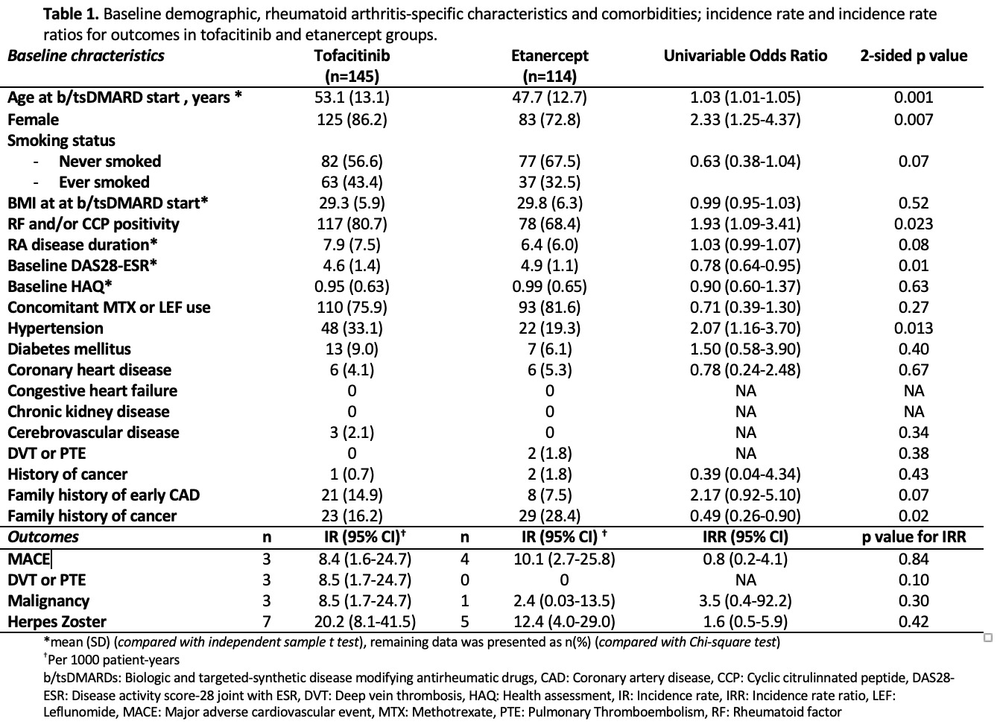 Table 1. Baseline demographic, rheumatoid arthritis-specific characteristics and comorbidities; incidence rate and incidence rate
ratios for outcomes in tofacitinib and etanercept groups.
Baseline chracteristics Tofacitinib (n=145) Etanercept (n=114) Univariable Odds Ratio 2-sided p value
Age at b/tsDMARD start , years * 53.1 (13.1) 47.7 (12.7) 1.03 (1.01-1.05) 0.001
Female 125 (86.2) 83 (72.8) 2.33 (1.25-4.37) 0.007
Smoking status
- Never smoked 82 (56.6) 77 (67.5) 0.63 (0.38-1.04) 0.07
- Ever smoked 63 (43.4) 37 (32.5)
BMI at at b/tsDMARD start* 29.3 (5.9) 29.8 (6.3) 0.99 (0.95-1.03) 0.52
RF and/or CCP positivity 117 (80.7) 78 (68.4) 1.93 (1.09-3.41) 0.023
RA disease duration* 7.9 (7.5) 6.4 (6.0) 1.03 (0.99-1.07) 0.08
Baseline DAS28-ESR* 4.6 (1.4) 4.9 (1.1) 0.78 (0.64-0.95) 0.01
Baseline HAQ* 0.95 (0.63) 0.99 (0.65) 0.90 (0.60-1.37) 0.63
Concomitant MTX or LEF use 110 (75.9) 93 (81.6) 0.71 (0.39-1.30) 0.27
Hypertension 48 (33.1) 22 (19.3) 2.07 (1.16-3.70) 0.013
Diabetes mellitus 13 (9.0) 7 (6.1) 1.50 (0.58-3.90) 0.40
Coronary heart disease 6 (4.1) 6 (5.3) 0.78 (0.24-2.48) 0.67
Congestive heart failure 0 0 NA NA
Chronic kidney disease 0 0 NA NA
Cerebrovascular disease 3 (2.1) 0 NA 0.34
DVT or PTE 0 2 (1.8) NA 0.38
History of cancer 1 (0.7) 2 (1.8) 0.39 (0.04-4.34) 0.43
Family history of early CAD 21 (14.9) 8 (7.5) 2.17 (0.92-5.10) 0.07
Family history of cancer 23 (16.2) 29 (28.4) 0.49 (0.26-0.90) 0.02
Outcomes n IR (95% CI)† n IR (95% CI) † IRR (95% CI) p value for IRR
MACE 3 8.4 (1.6-24.7) 4 10.1 (2.7-25.8) 0.8 (0.2-4.1) 0.84
DVT or PTE 3 8.5 (1.7-24.7) 0 0 NA 0.10
Malignancy 3 8.5 (1.7-24.7) 1 2.4 (0.03-13.5) 3.5 (0.4-92.2) 0.30
Herpes Zoster 7 20.2 (8.1-41.5) 5 12.4 (4.0-29.0) 1.6 (0.5-5.9) 0.42
*mean (SD) (compared with independent sample t test), remaining data was presented as n(%) (compared with Chi-square test)
†Per 1000 patient-years
b/tsDMARDs: Biologic and targeted-synthetic disease modifying antirheumatic drugs, CAD: Coronary artery disease, CCP: Cyclic citrulinnated peptide, DAS28-
ESR: Disease activity score-28 joint with ESR, DVT: Deep vein thrombosis, HAQ: Health assessment, IR: Incidence rate, IRR: Incidence rate ratio, LEF:
Leflunomide, MACE: Major adverse cardiovascular event, MTX: Methotrexate, PTE: Pulmonary Thromboembolism, RF: Rheumatoid factor